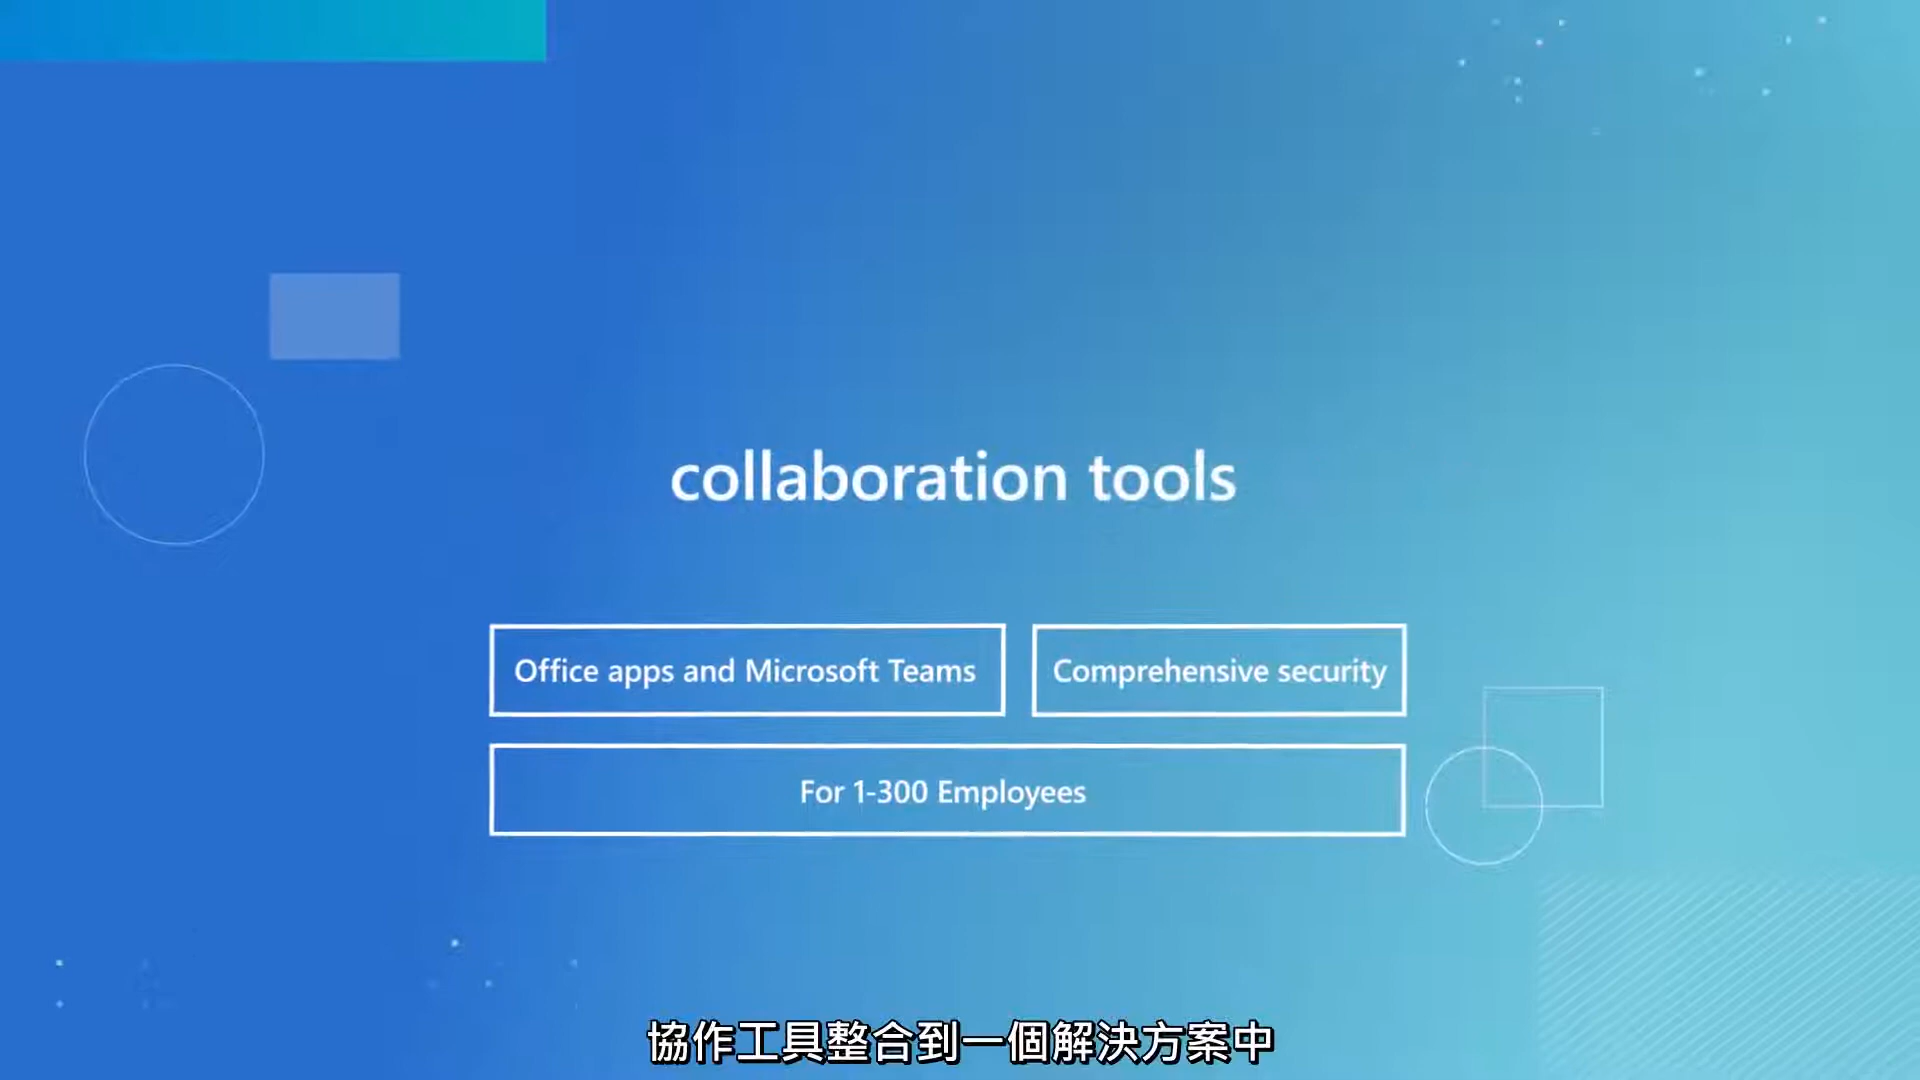 collaboration tools
Office apps and Microsoft Teams
Comprehensive security
For 1-300 Employees
協作工具整合到一個解決方案中